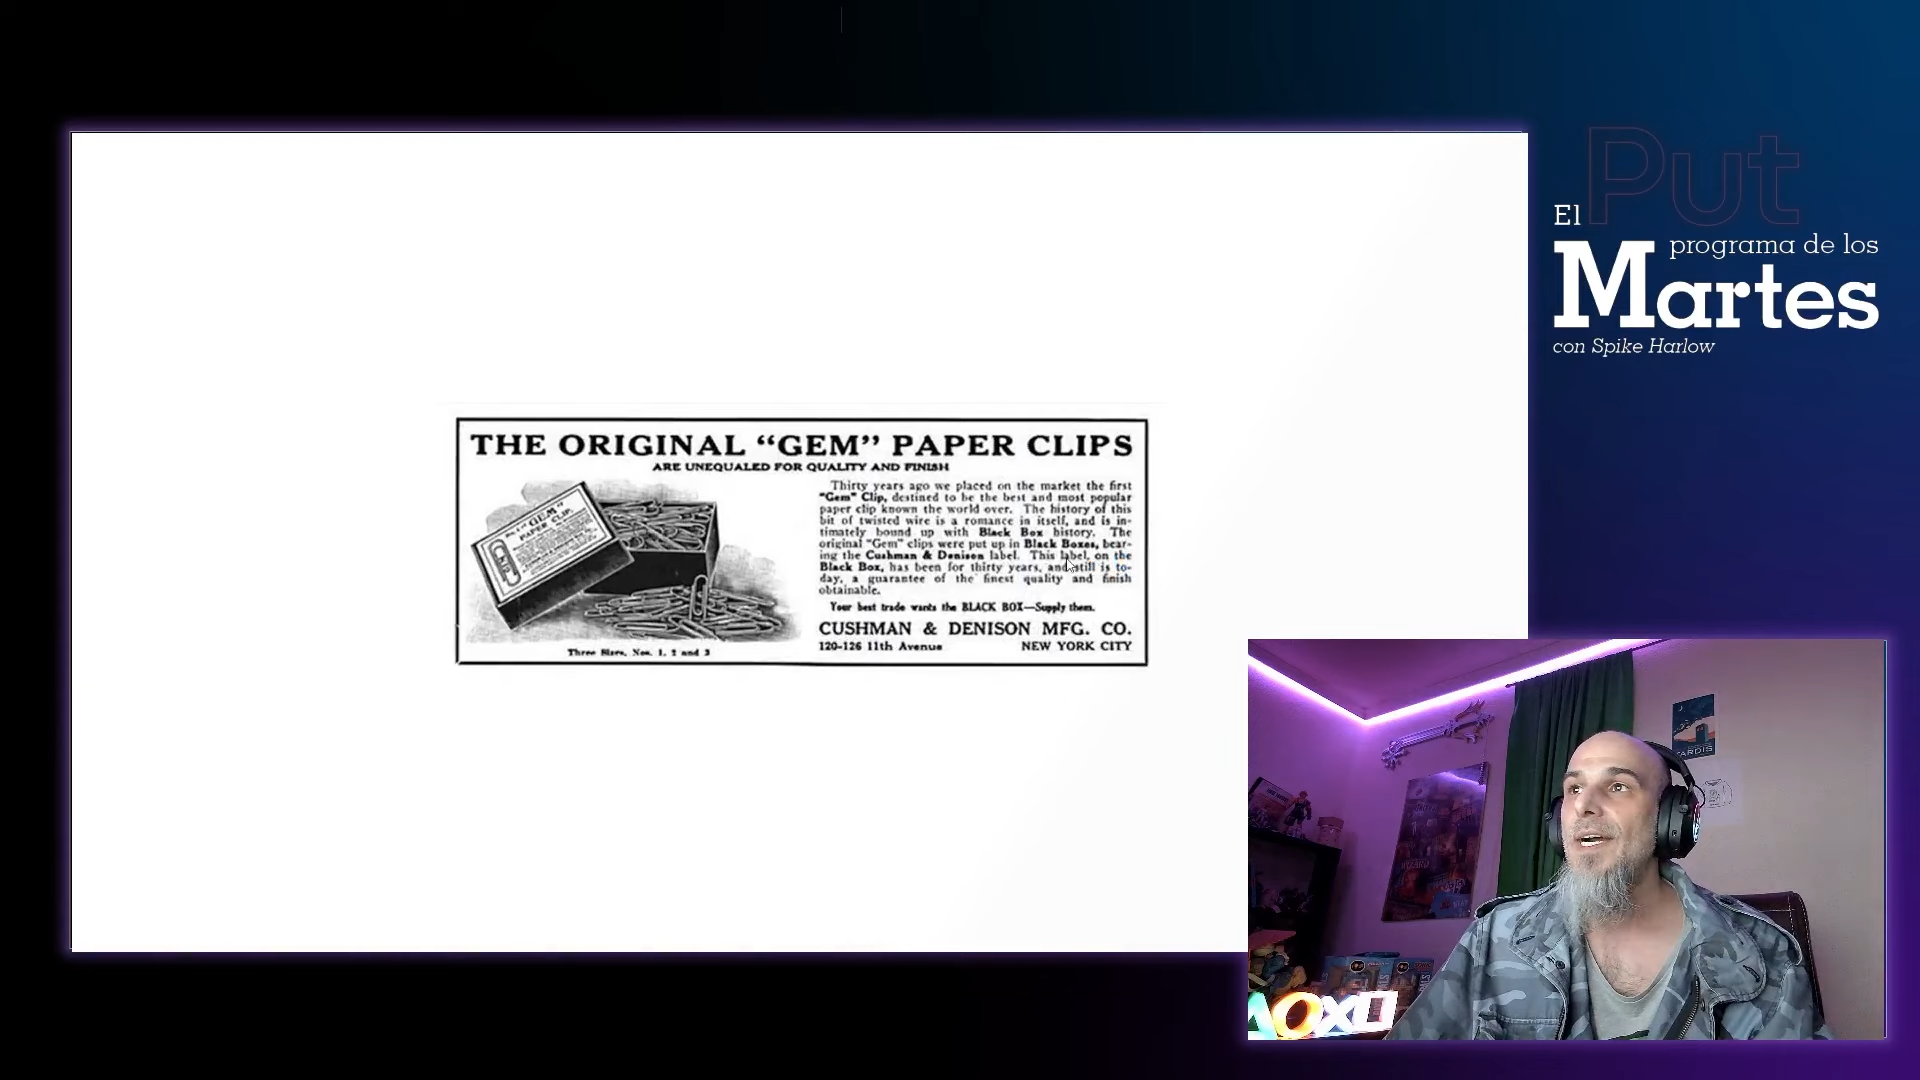 El Put
programa de los
Martes
con Spike Harlow
THE ORIGINAL “GEM” PAPER CLIPS
ARE UNEQUALED FOR QUALITY AND FINISH
“GEM”
PAPER CLIP.
Three Sizes, Nos. 1, 2 and 3
Thirty years ago we placed on the market the first
“Gem” Clip, destined to be the best and most popular
paper clip known the world over. The history of this
bit of twisted wire is a romance in itself, and is in-
timately bound up with Black Box history. The
original “Gem” clips were put up in Black Boxes, bear-
ing the Cushman & Denison label. This label, on the
Black Box, has been for thirty years, and still is to-
day, a guarantee of the finest quality and finish
obtainable.
Your best trade wants the BLACK BOX—Supply them.
CUSHMAN & DENISON MFG. CO.
120-126 11th Avenue NEW YORK CITY
TARDIS